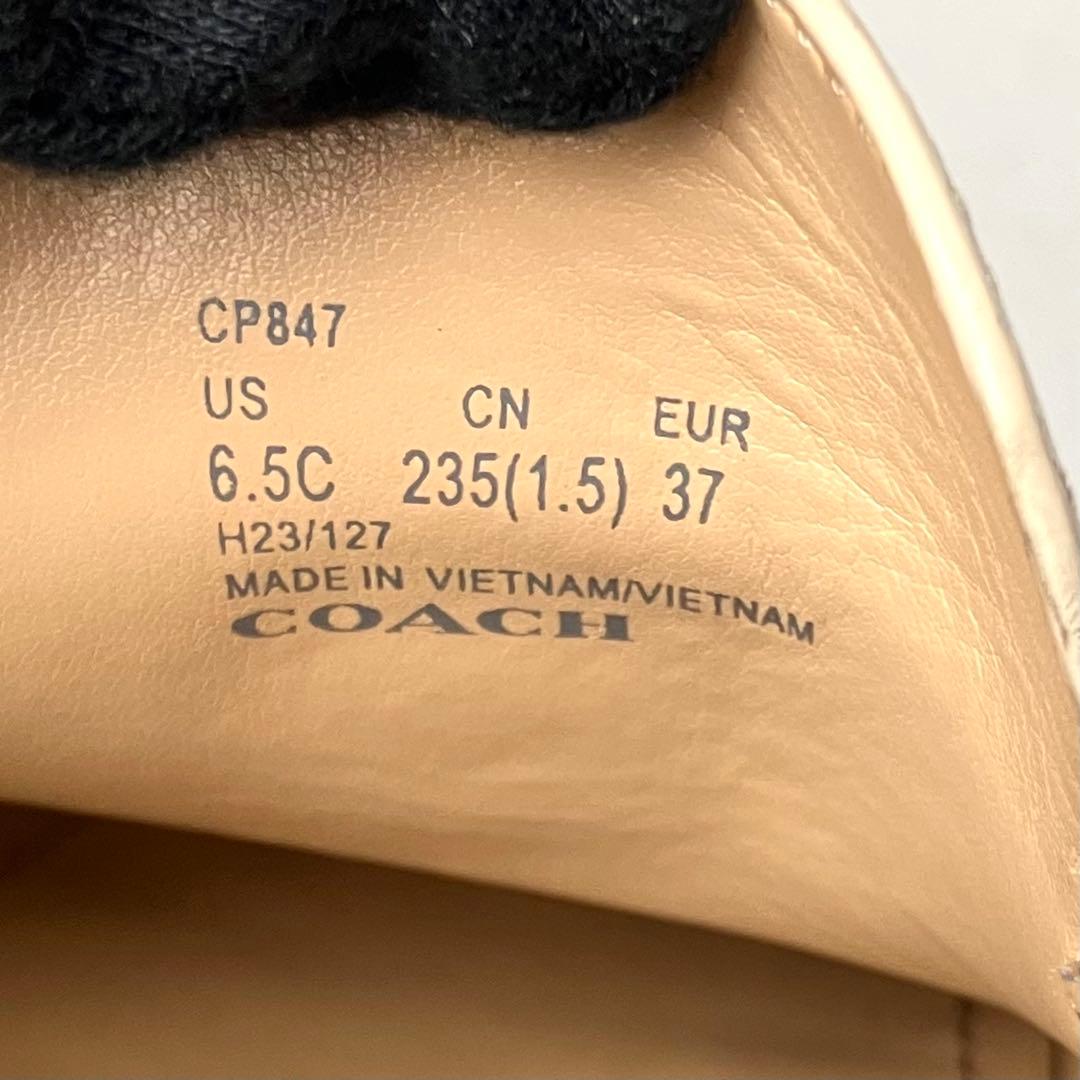 CP847
US CN EUR
6.5C 235(1.5) 37
H23/127
MADE IN VIETNAM/VIETNAM
COACH